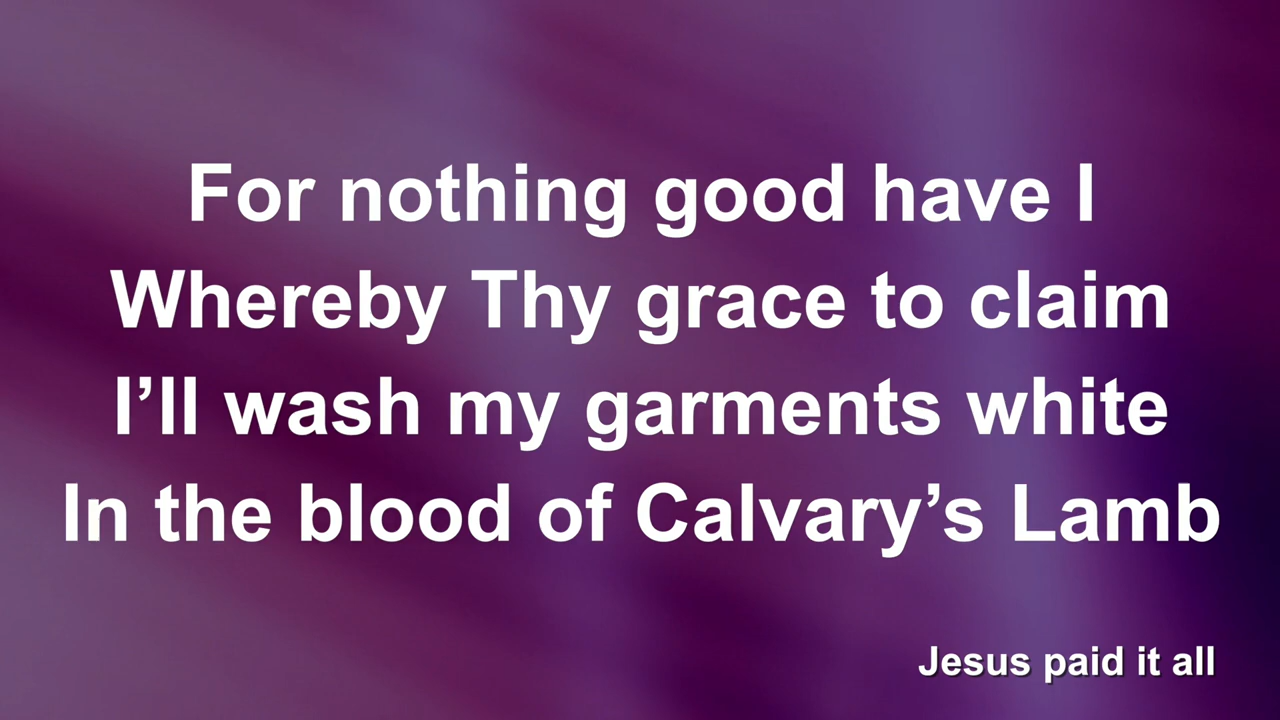 For nothing good have I
Whereby Thy grace to claim
I’ll wash my garments white
In the blood of Calvary’s Lamb
Jesus paid it all